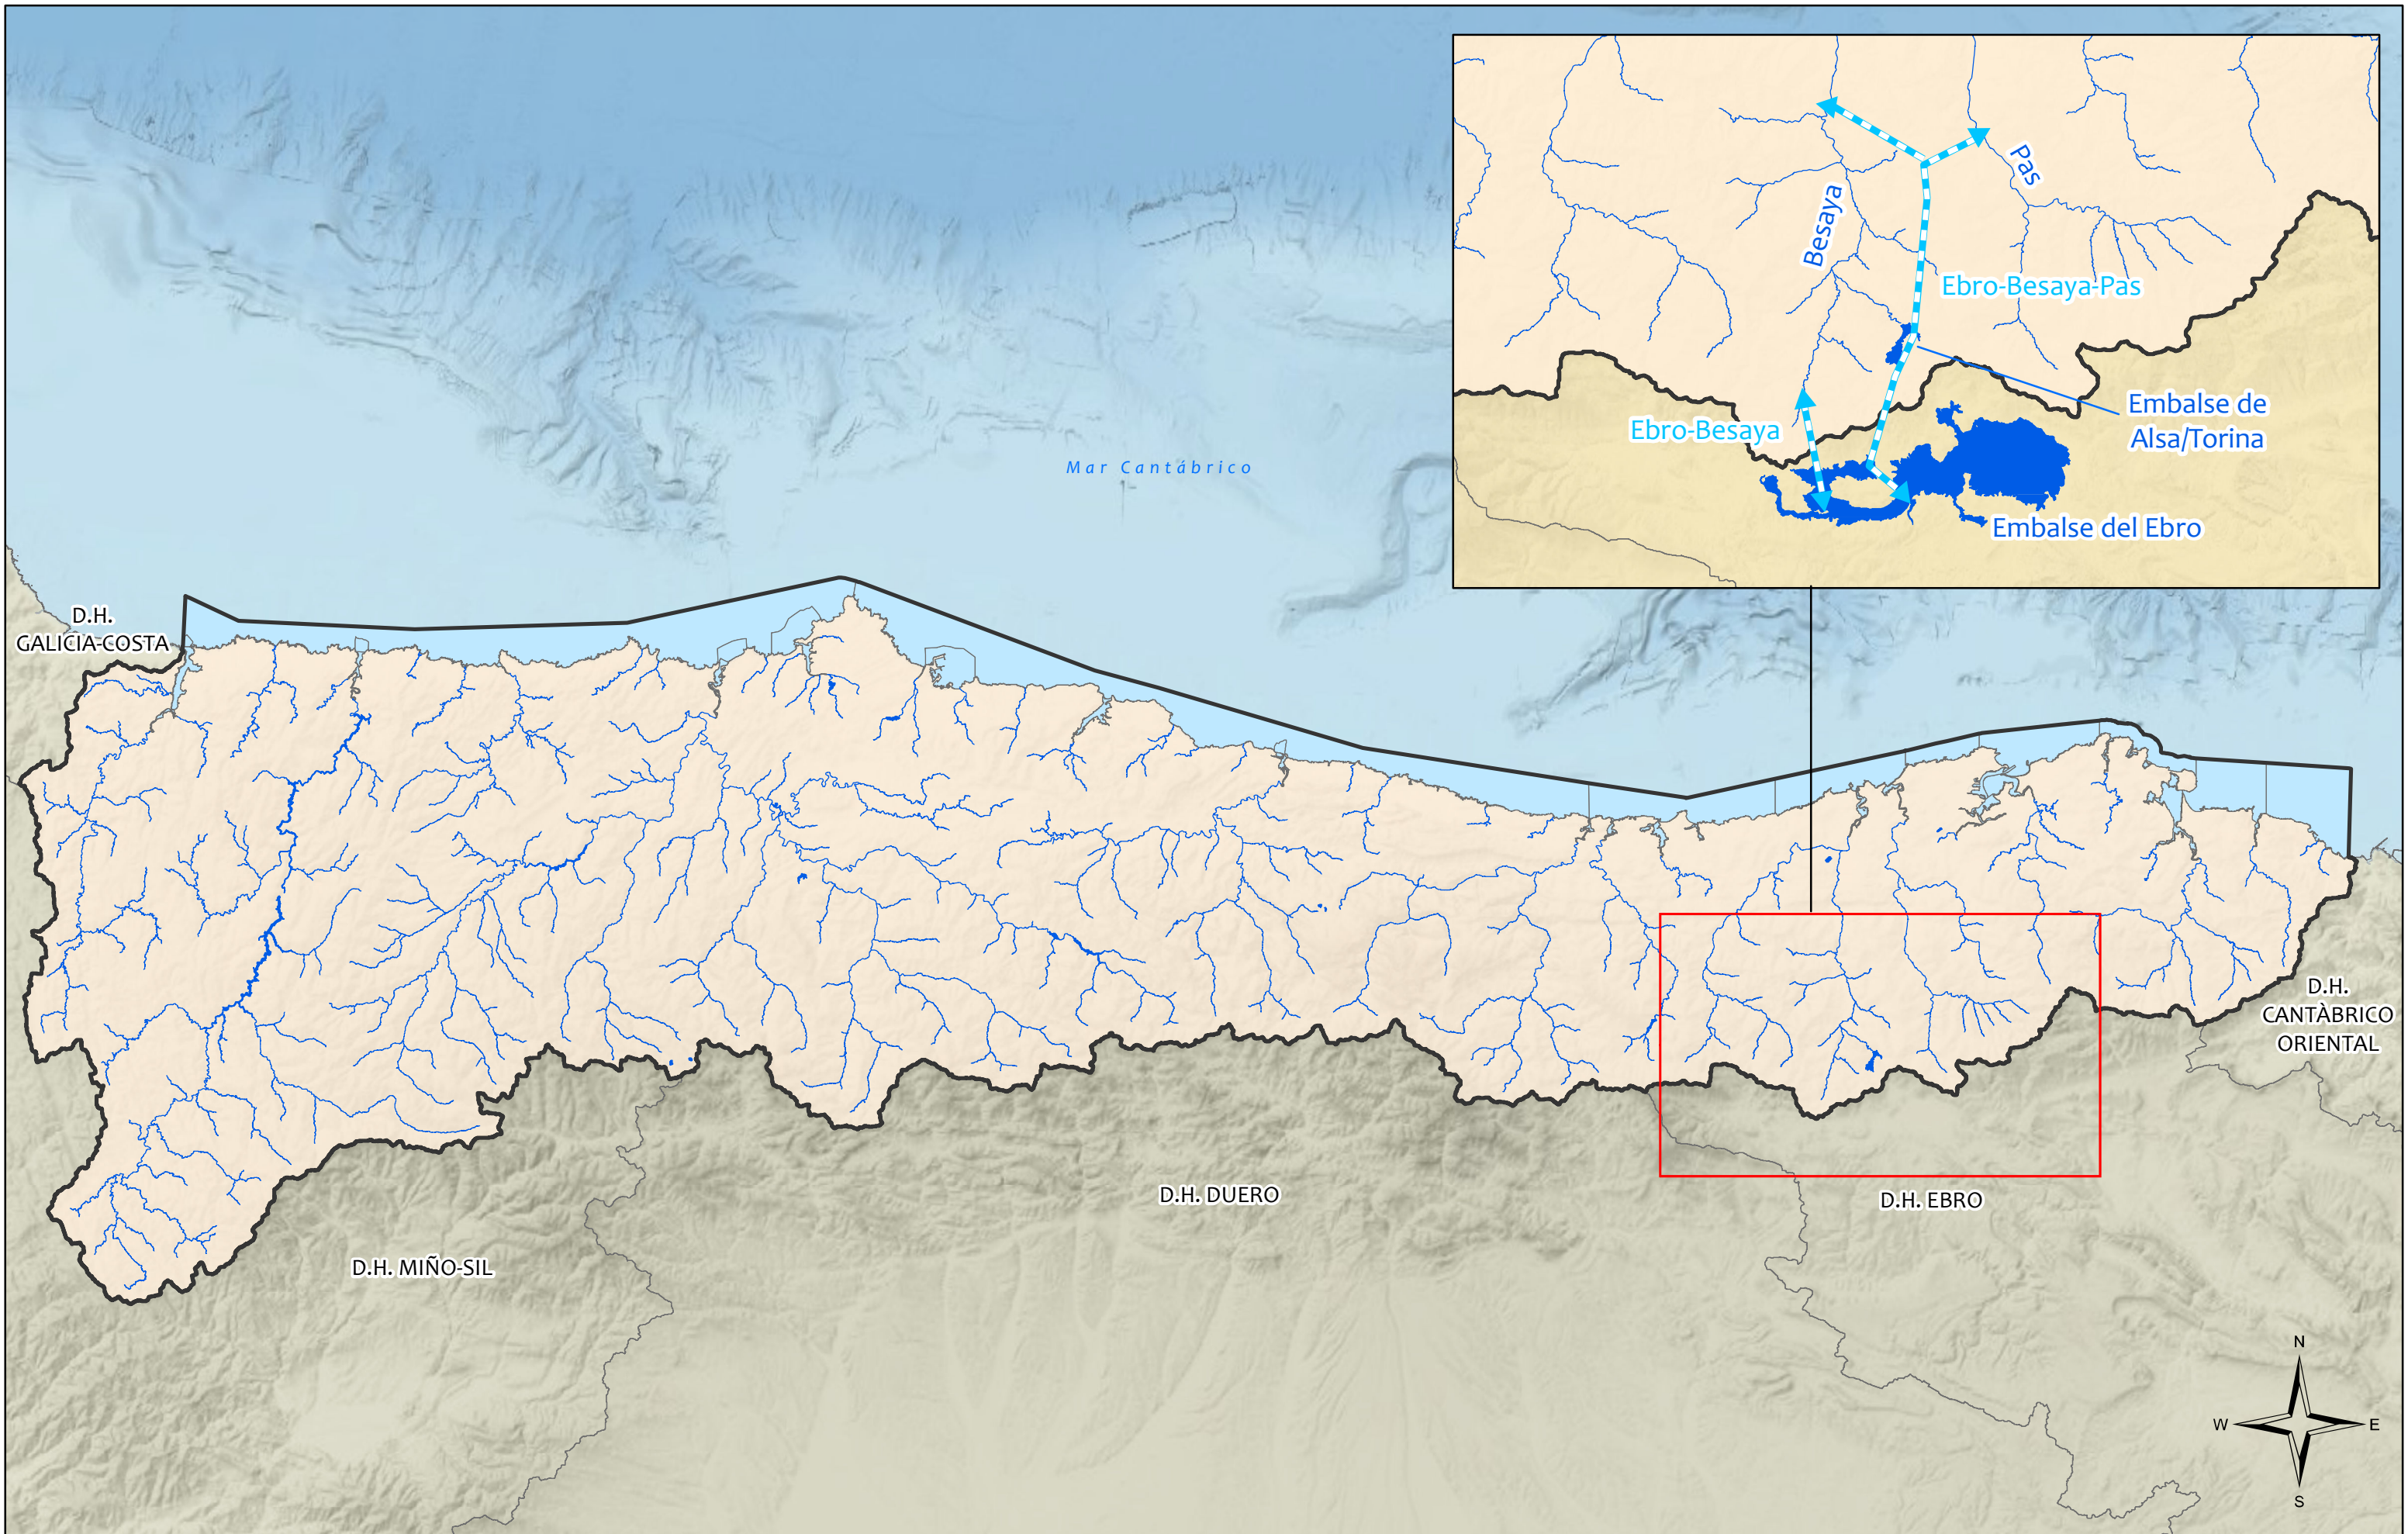 Pas
Besaya
Ebro-Besaya-Pas
Embalse de
Alsa/Torina
Ebro-Besaya
Embalse del Ebro
Mar Cantábrico
D.H.
GALICIA-COSTA
D.H.
CANTÀBRICO
ORIENTAL
D.H. DUERO
D.H. EBRO
D.H. MIÑO-SIL
N
W
E
S